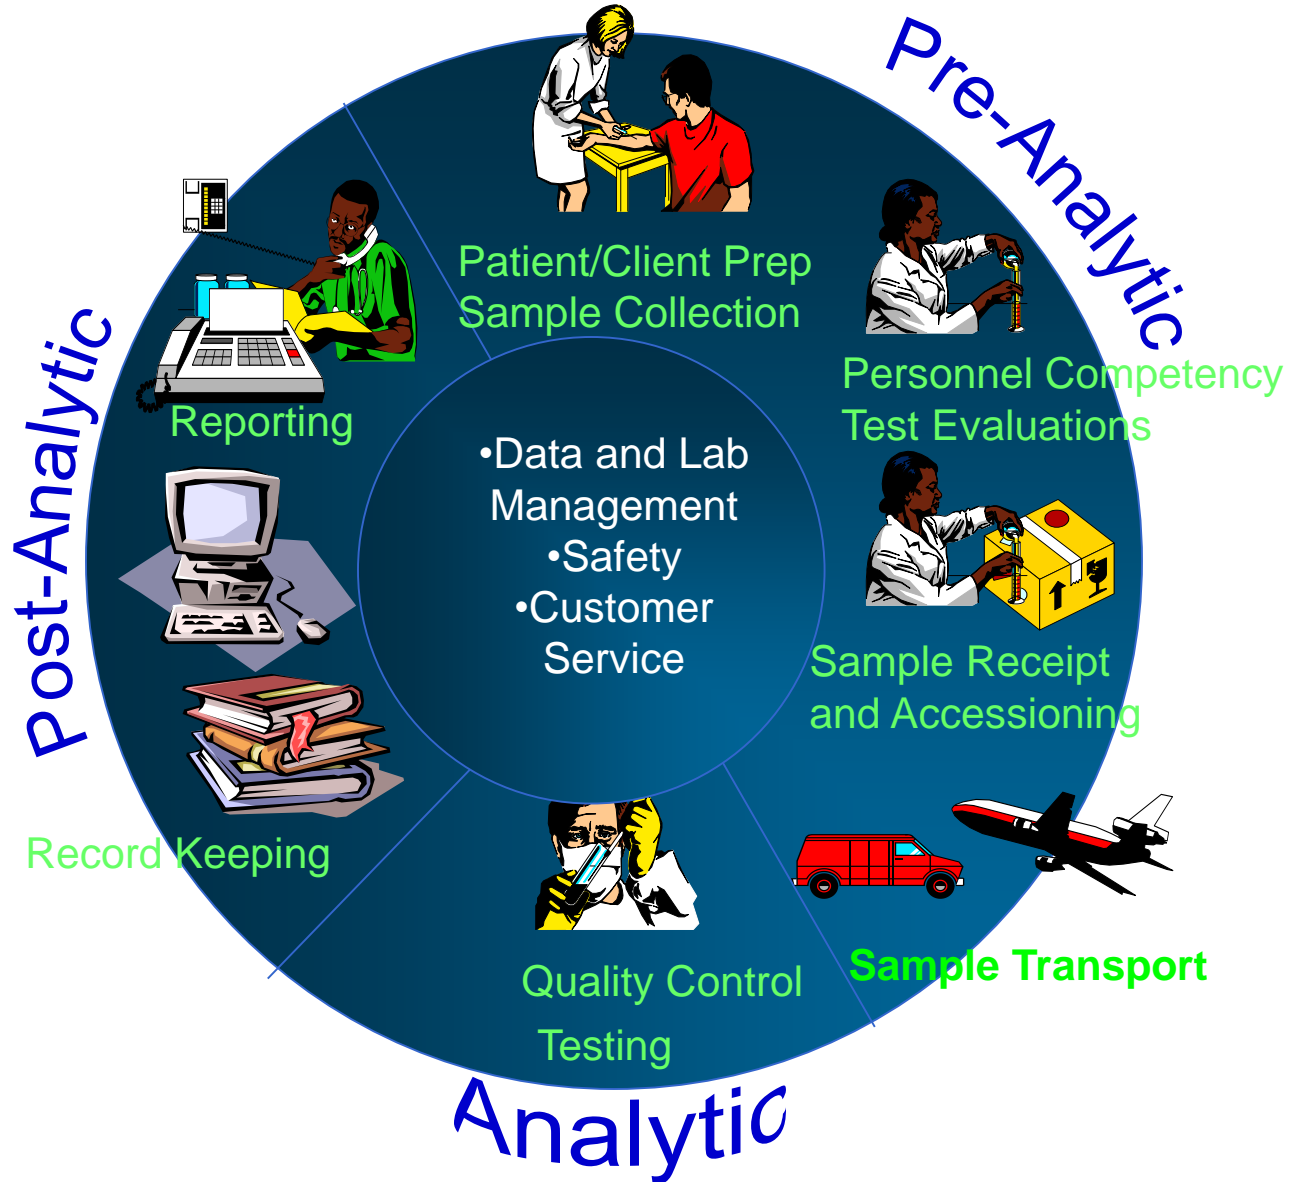 Pre-Analytic
Patient/Client Prep
Sample Collection
Personnel Competency
Test Evaluations
Sample Receipt
and Accessioning
Sample Transport
Analytic
Quality Control
Testing
Post-Analytic
Reporting
Record Keeping
•Data and Lab
Management
•Safety
•Customer
Service